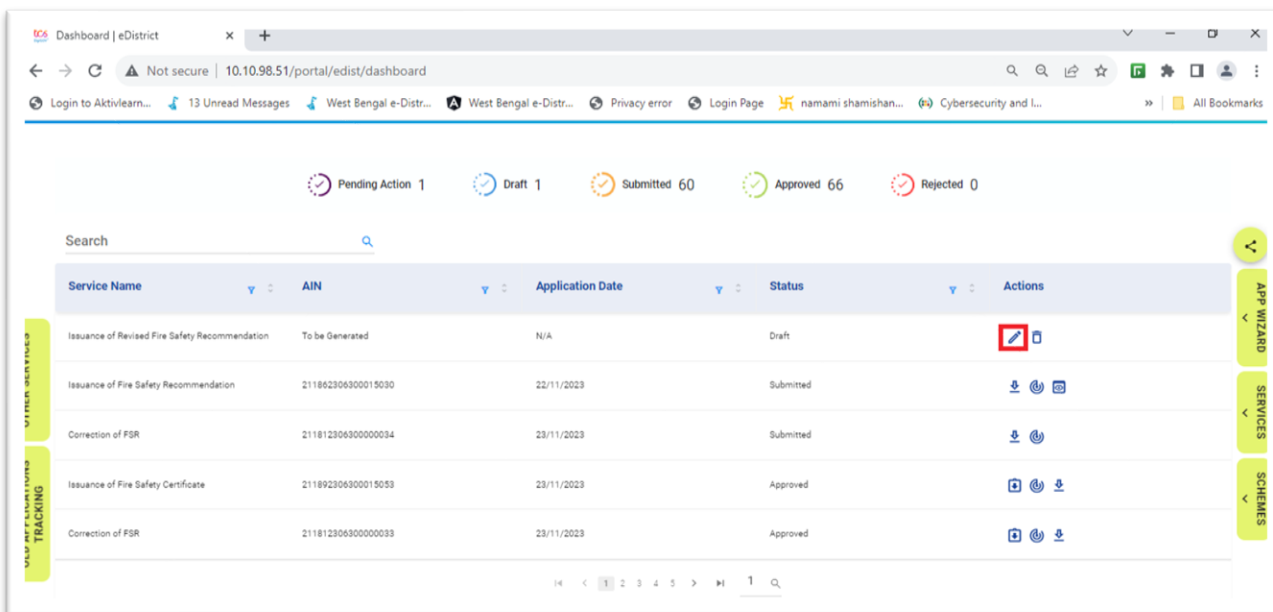 Dashboard | eDistrict
Not secure | 10.10.98.51/portal/edist/dashboard
Login to Aktivlearn... 13 Unread Messages West Bengal e-Distr... West Bengal e-Distr... Privacy error Login Page namami shamishan... Cybersecurity and I... » All Bookmarks
Pending Action 1 Draft 1 Submitted 60 Approved 66 Rejected 0
Search
Service Name AIN Application Date Status Actions
Issuance of Revised Fire Safety Recommendation To be Generated N/A Draft
Issuance of Fire Safety Recommendation 211862306300015030 22/11/2023 Submitted
Correction of FSR 211812306300000034 23/11/2023 Submitted
Issuance of Fire Safety Certificate 211892306300015053 23/11/2023 Approved
Correction of FSR 211812306300000033 23/11/2023 Approved
1 2 3 4 5 1
OTHER SERVICES
OLD APPLICATIONS
TRACKING
APP WIZARD
SERVICES
SCHEMES